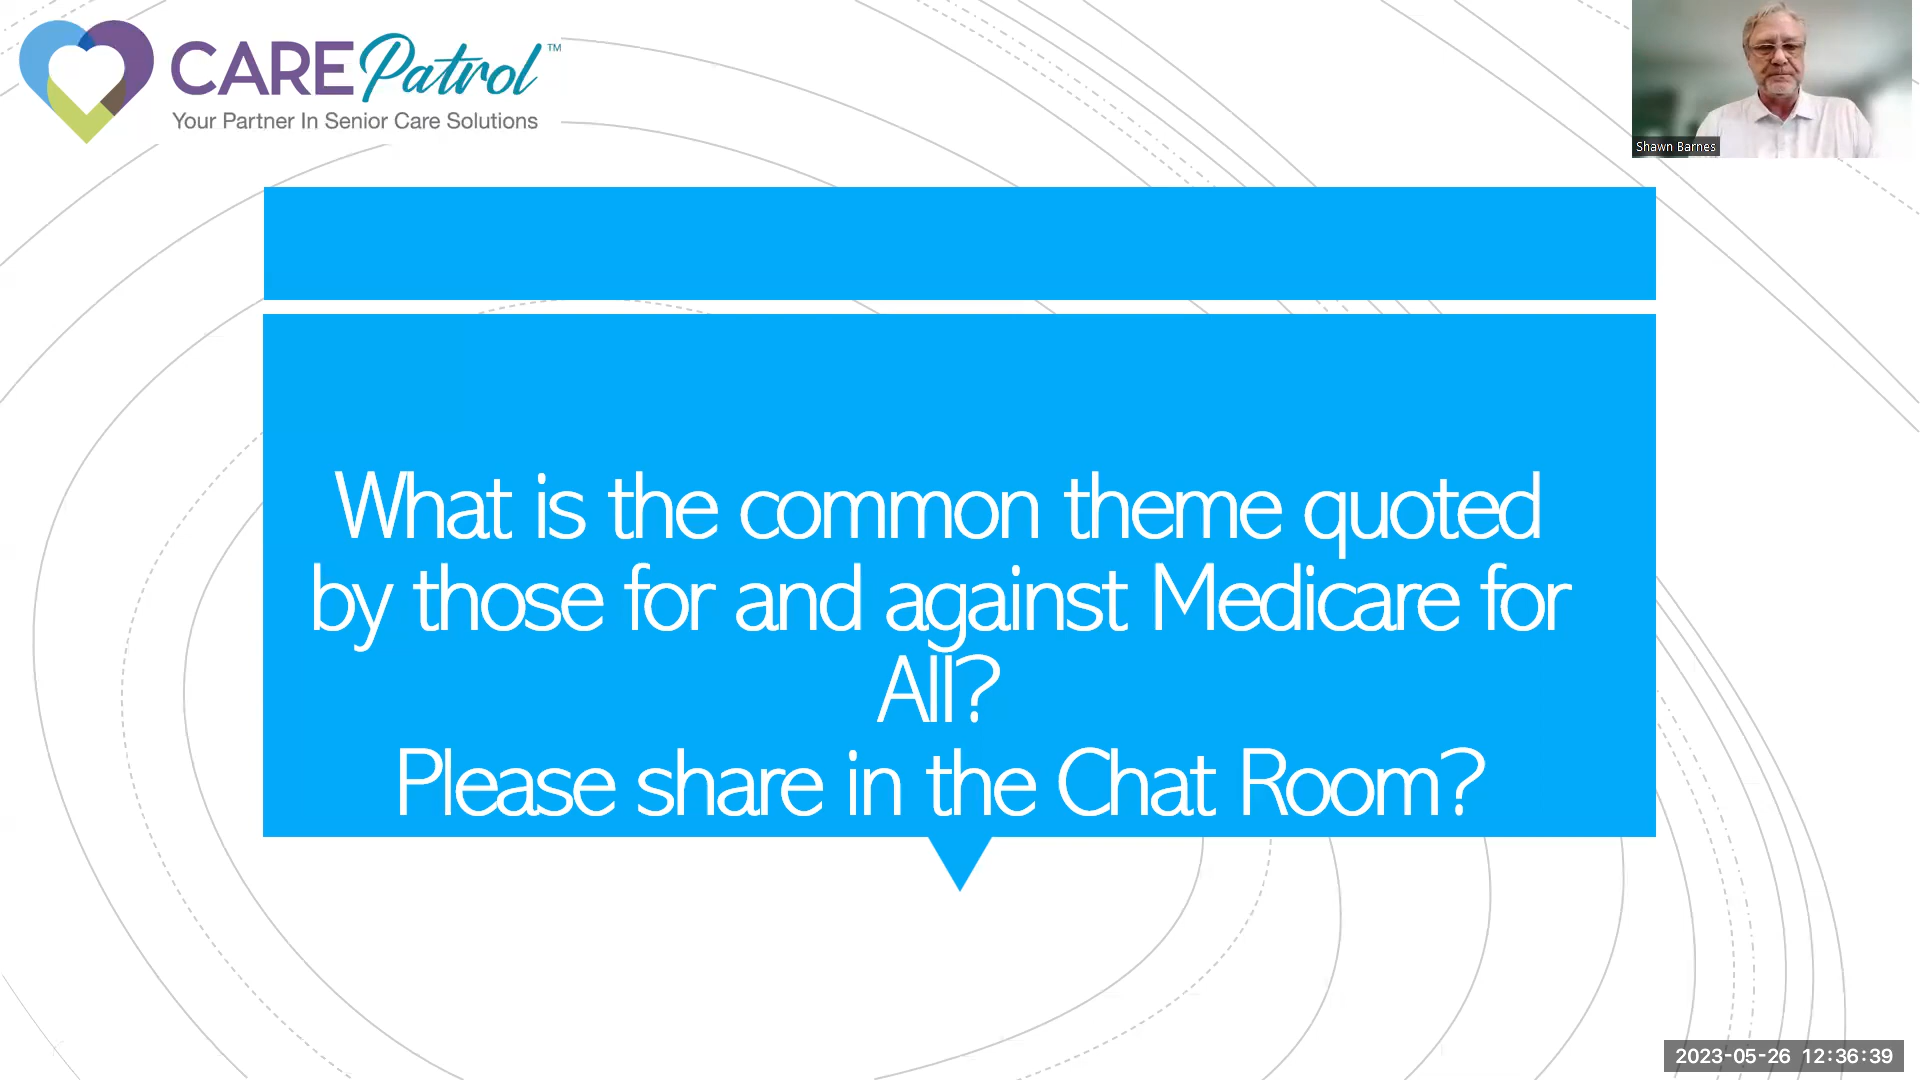 CAREPatrol™
Your Partner In Senior Care Solutions
Shawn Barnes
What is the common theme quoted
by those for and against Medicare for
All?
Please share in the Chat Room?
2023-05-26 12:36:39